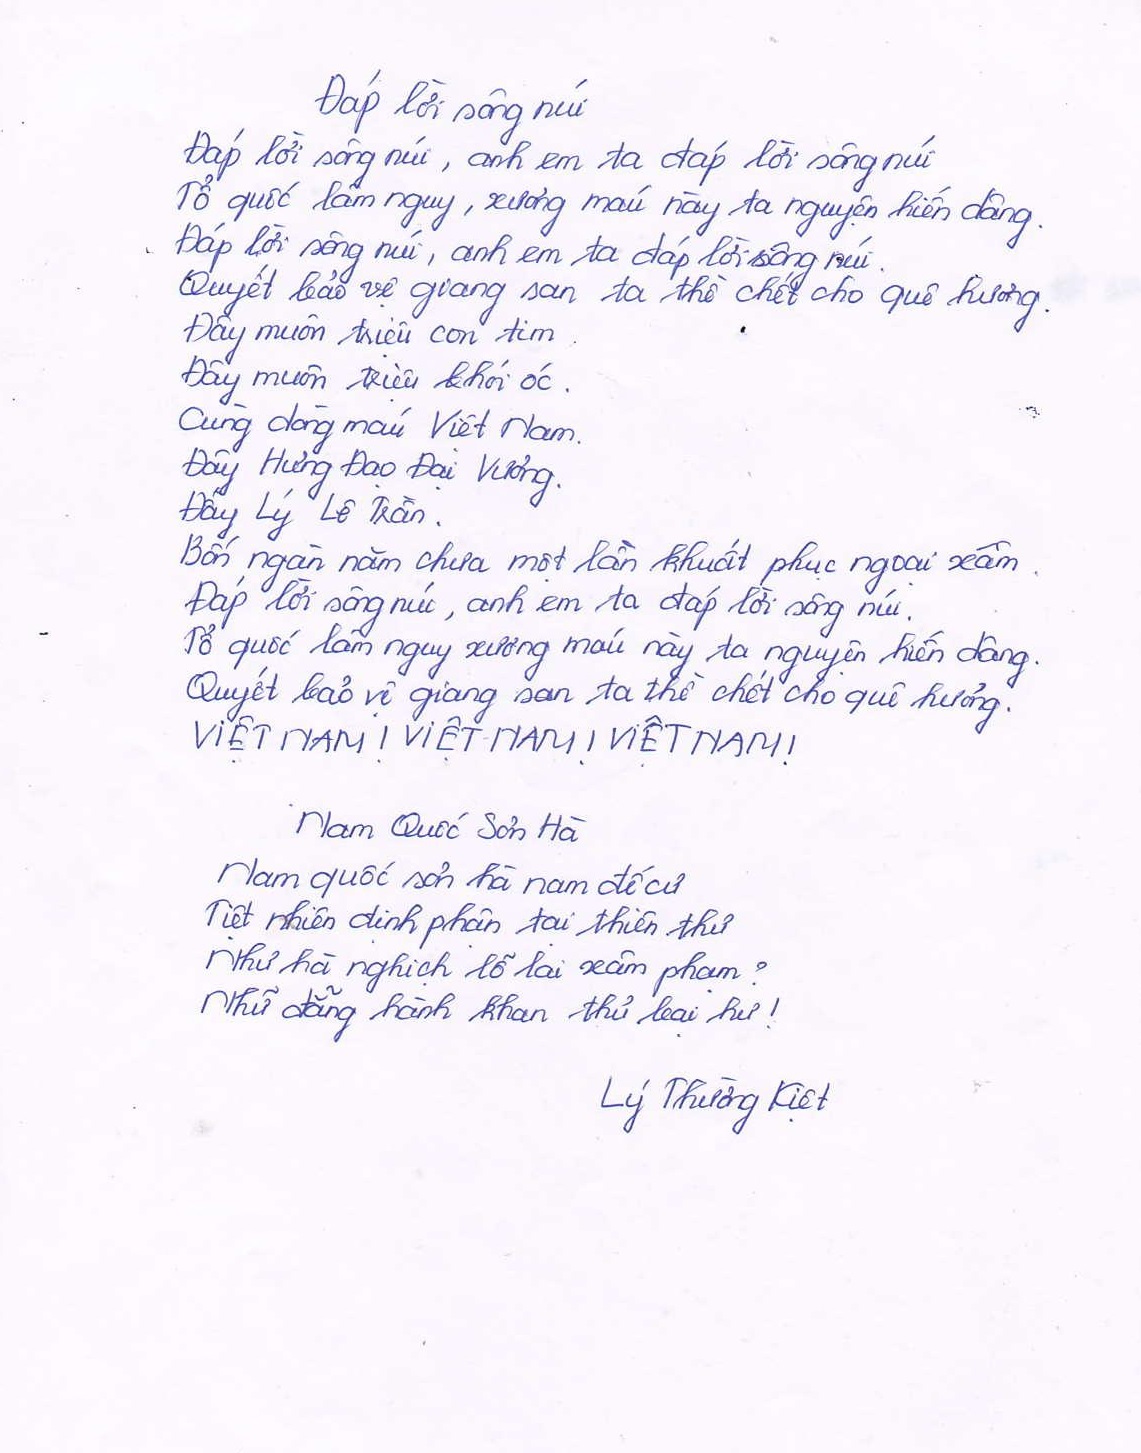 Đáp lời sông núi
Đáp lời sông núi, anh em ta đáp lời sông núi
Tổ quốc lâm nguy, xương máu này ta nguyện hiến dâng.
Đáp lời sông núi, anh em ta đáp lời sông núi.
Quyết bảo vệ giang san ta thề chết cho quê hương.
Đây muôn triệu con tim.
Đây muôn triệu khối óc.
Cùng dòng máu Việt Nam.
Đây Hưng Đạo Đại Vương.
Đây Lý Lê Trần.
Bốn ngàn năm chưa một lần khuất phục ngoại xâm.
Đáp lời sông núi, anh em ta đáp lời sông núi.
Tổ quốc lâm nguy xương máu này ta nguyện hiến dâng.
Quyết bảo vệ giang san ta thề chết cho quê hương.
VIỆT NAM! VIỆT NAM! VIỆT NAM!
Nam Quốc Sơn Hà
Nam quốc sơn hà nam đế cư
Tiệt nhiên định phận tại thiên thư
Như hà nghịch lỗ lai xâm phạm?
Nhữ đẳng hành khan thủ bại hư!
Lý Thường Kiệt